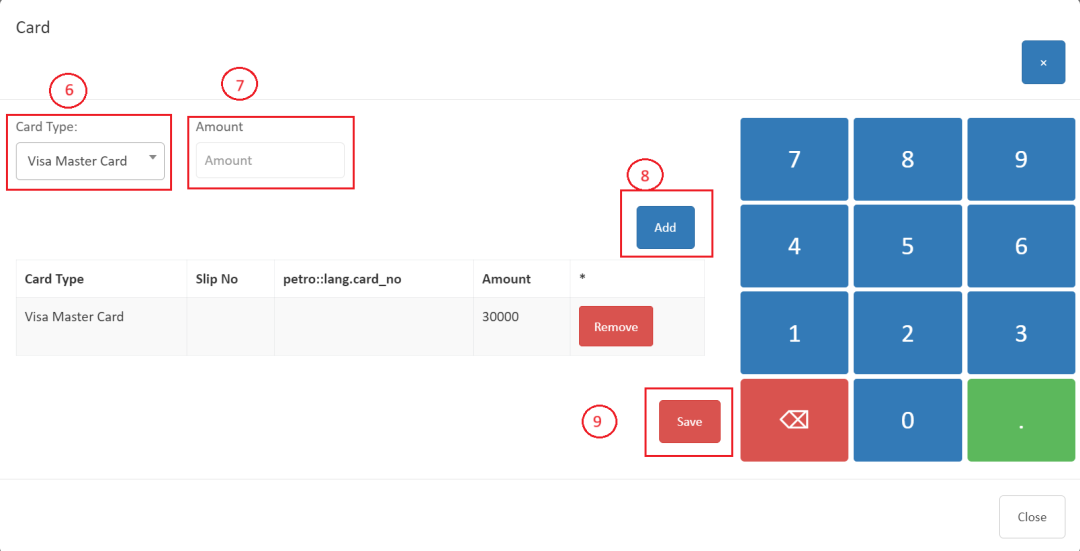 Card
×
6
7
Card Type:
Amount
Visa Master Card
Amount
8
Add
Card Type Slip No petro::lang.card_no Amount *
Visa Master Card 30000 Remove
9
Save
7 8 9
4 5 6
1 2 3
⌫ 0 .
Close